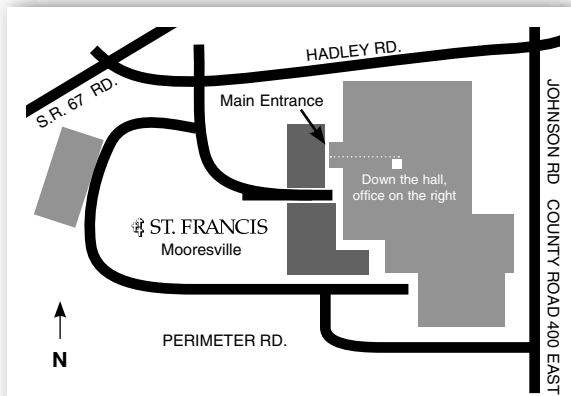 HADLEY RD.
S.R. 67 RD.
Main Entrance
JOHNSON RD COUNTY ROAD 400 EAST
Down the hall,
office on the right
ST. FRANCIS
Mooresville
PERIMETER RD.
N